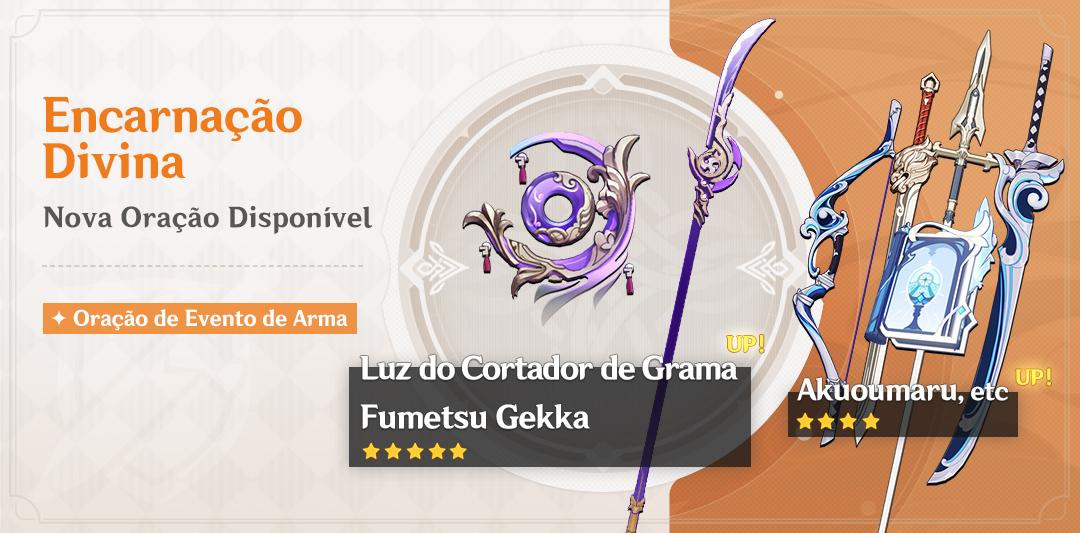 Encarnação
Divina
Nova Oração Disponível
✦ Oração de Evento de Arma
UP!
Luz do Cortador de Grama
Fumetsu Gekka
UP!
Akuoumaru, etc